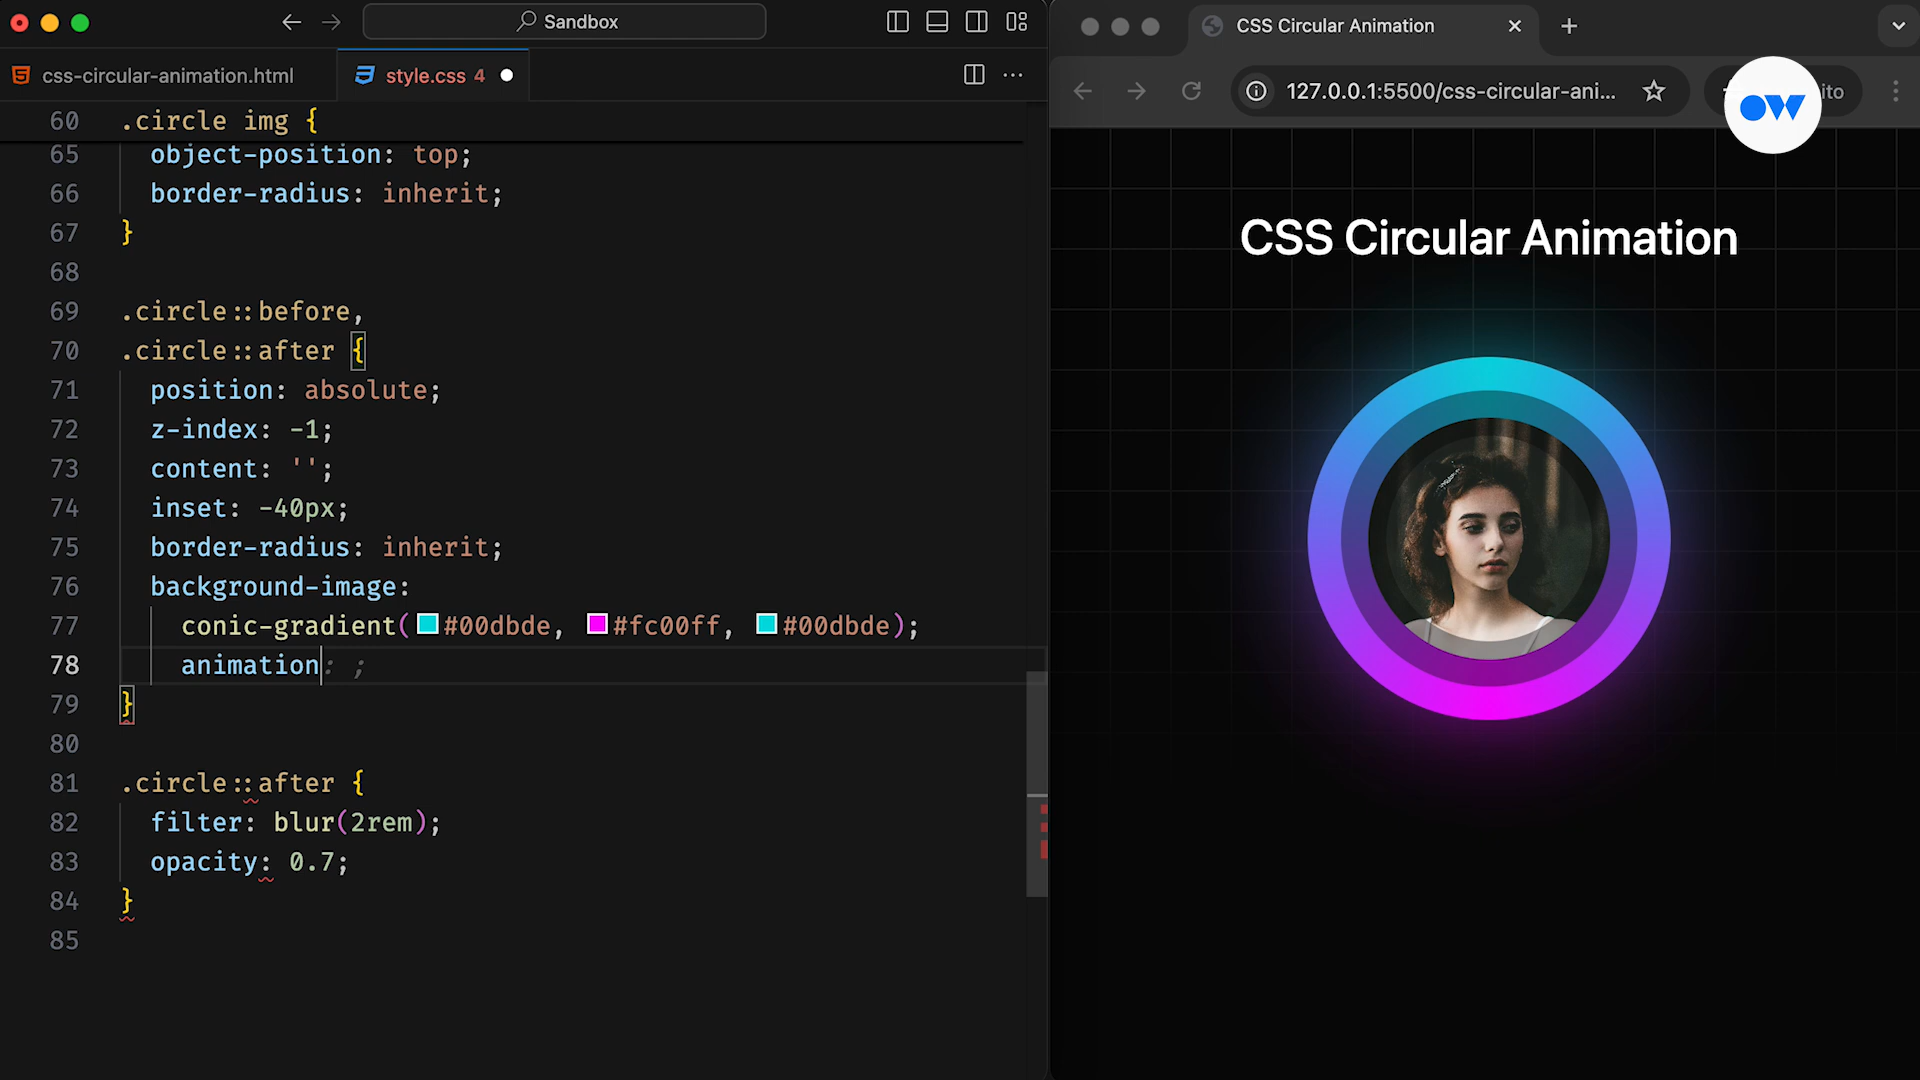 Sandbox
css-circular-animation.html
style.css 4
60 .circle img {
65 object-position: top;
66 border-radius: inherit;
67 }
68
69 .circle::before,
70 .circle::after {
71 position: absolute;
72 z-index: -1;
73 content: '';
74 inset: -40px;
75 border-radius: inherit;
76 background-image:
77 conic-gradient(#00dbde, #fc00ff, #00dbde);
78 animation: ;
79 }
80
81 .circle::after {
82 filter: blur(2rem);
83 opacity: 0.7;
84 }
85
CSS Circular Animation
127.0.0.1:5500/css-circular-ani...
ow
CSS Circular Animation